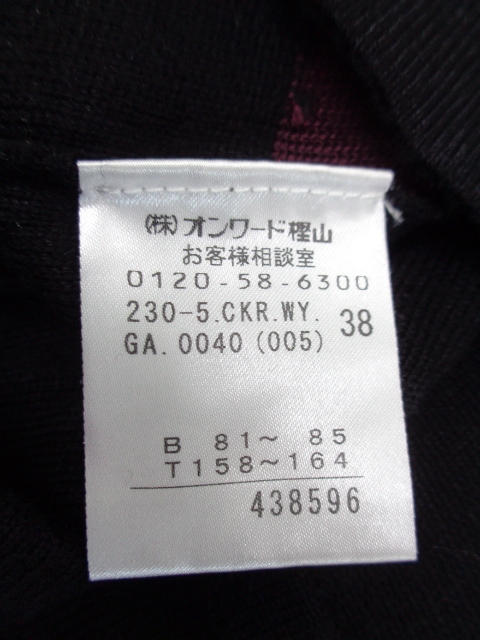 (株)オンワード樫山
お客様相談室
0120-58-6300
230-5.CKR.WY. 38
GA.0040(005)
B 81～ 85
T158～164
438596